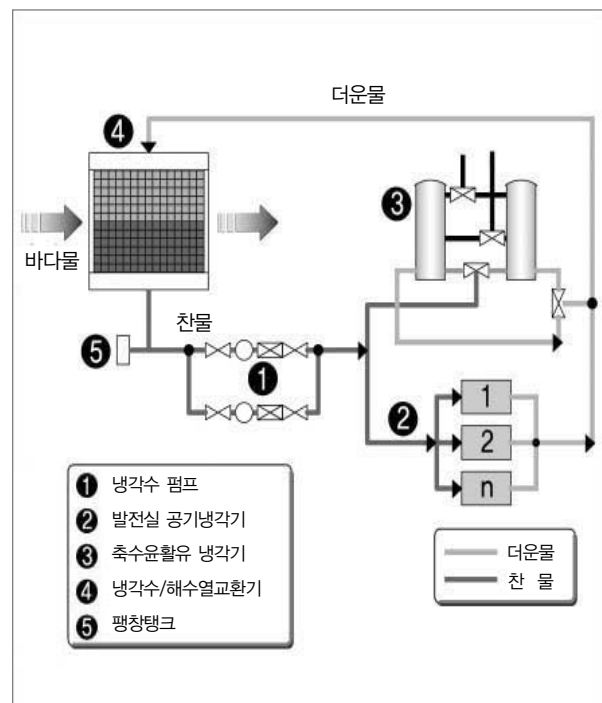 더운물
4
3
바다물
찬물
5
1
2
1
2
n
1 냉각수 펌프
2 발전실 공기냉각기
3 축수윤활유 냉각기
4 냉각수/해수열교환기
5 팽창탱크
더운물
찬 물